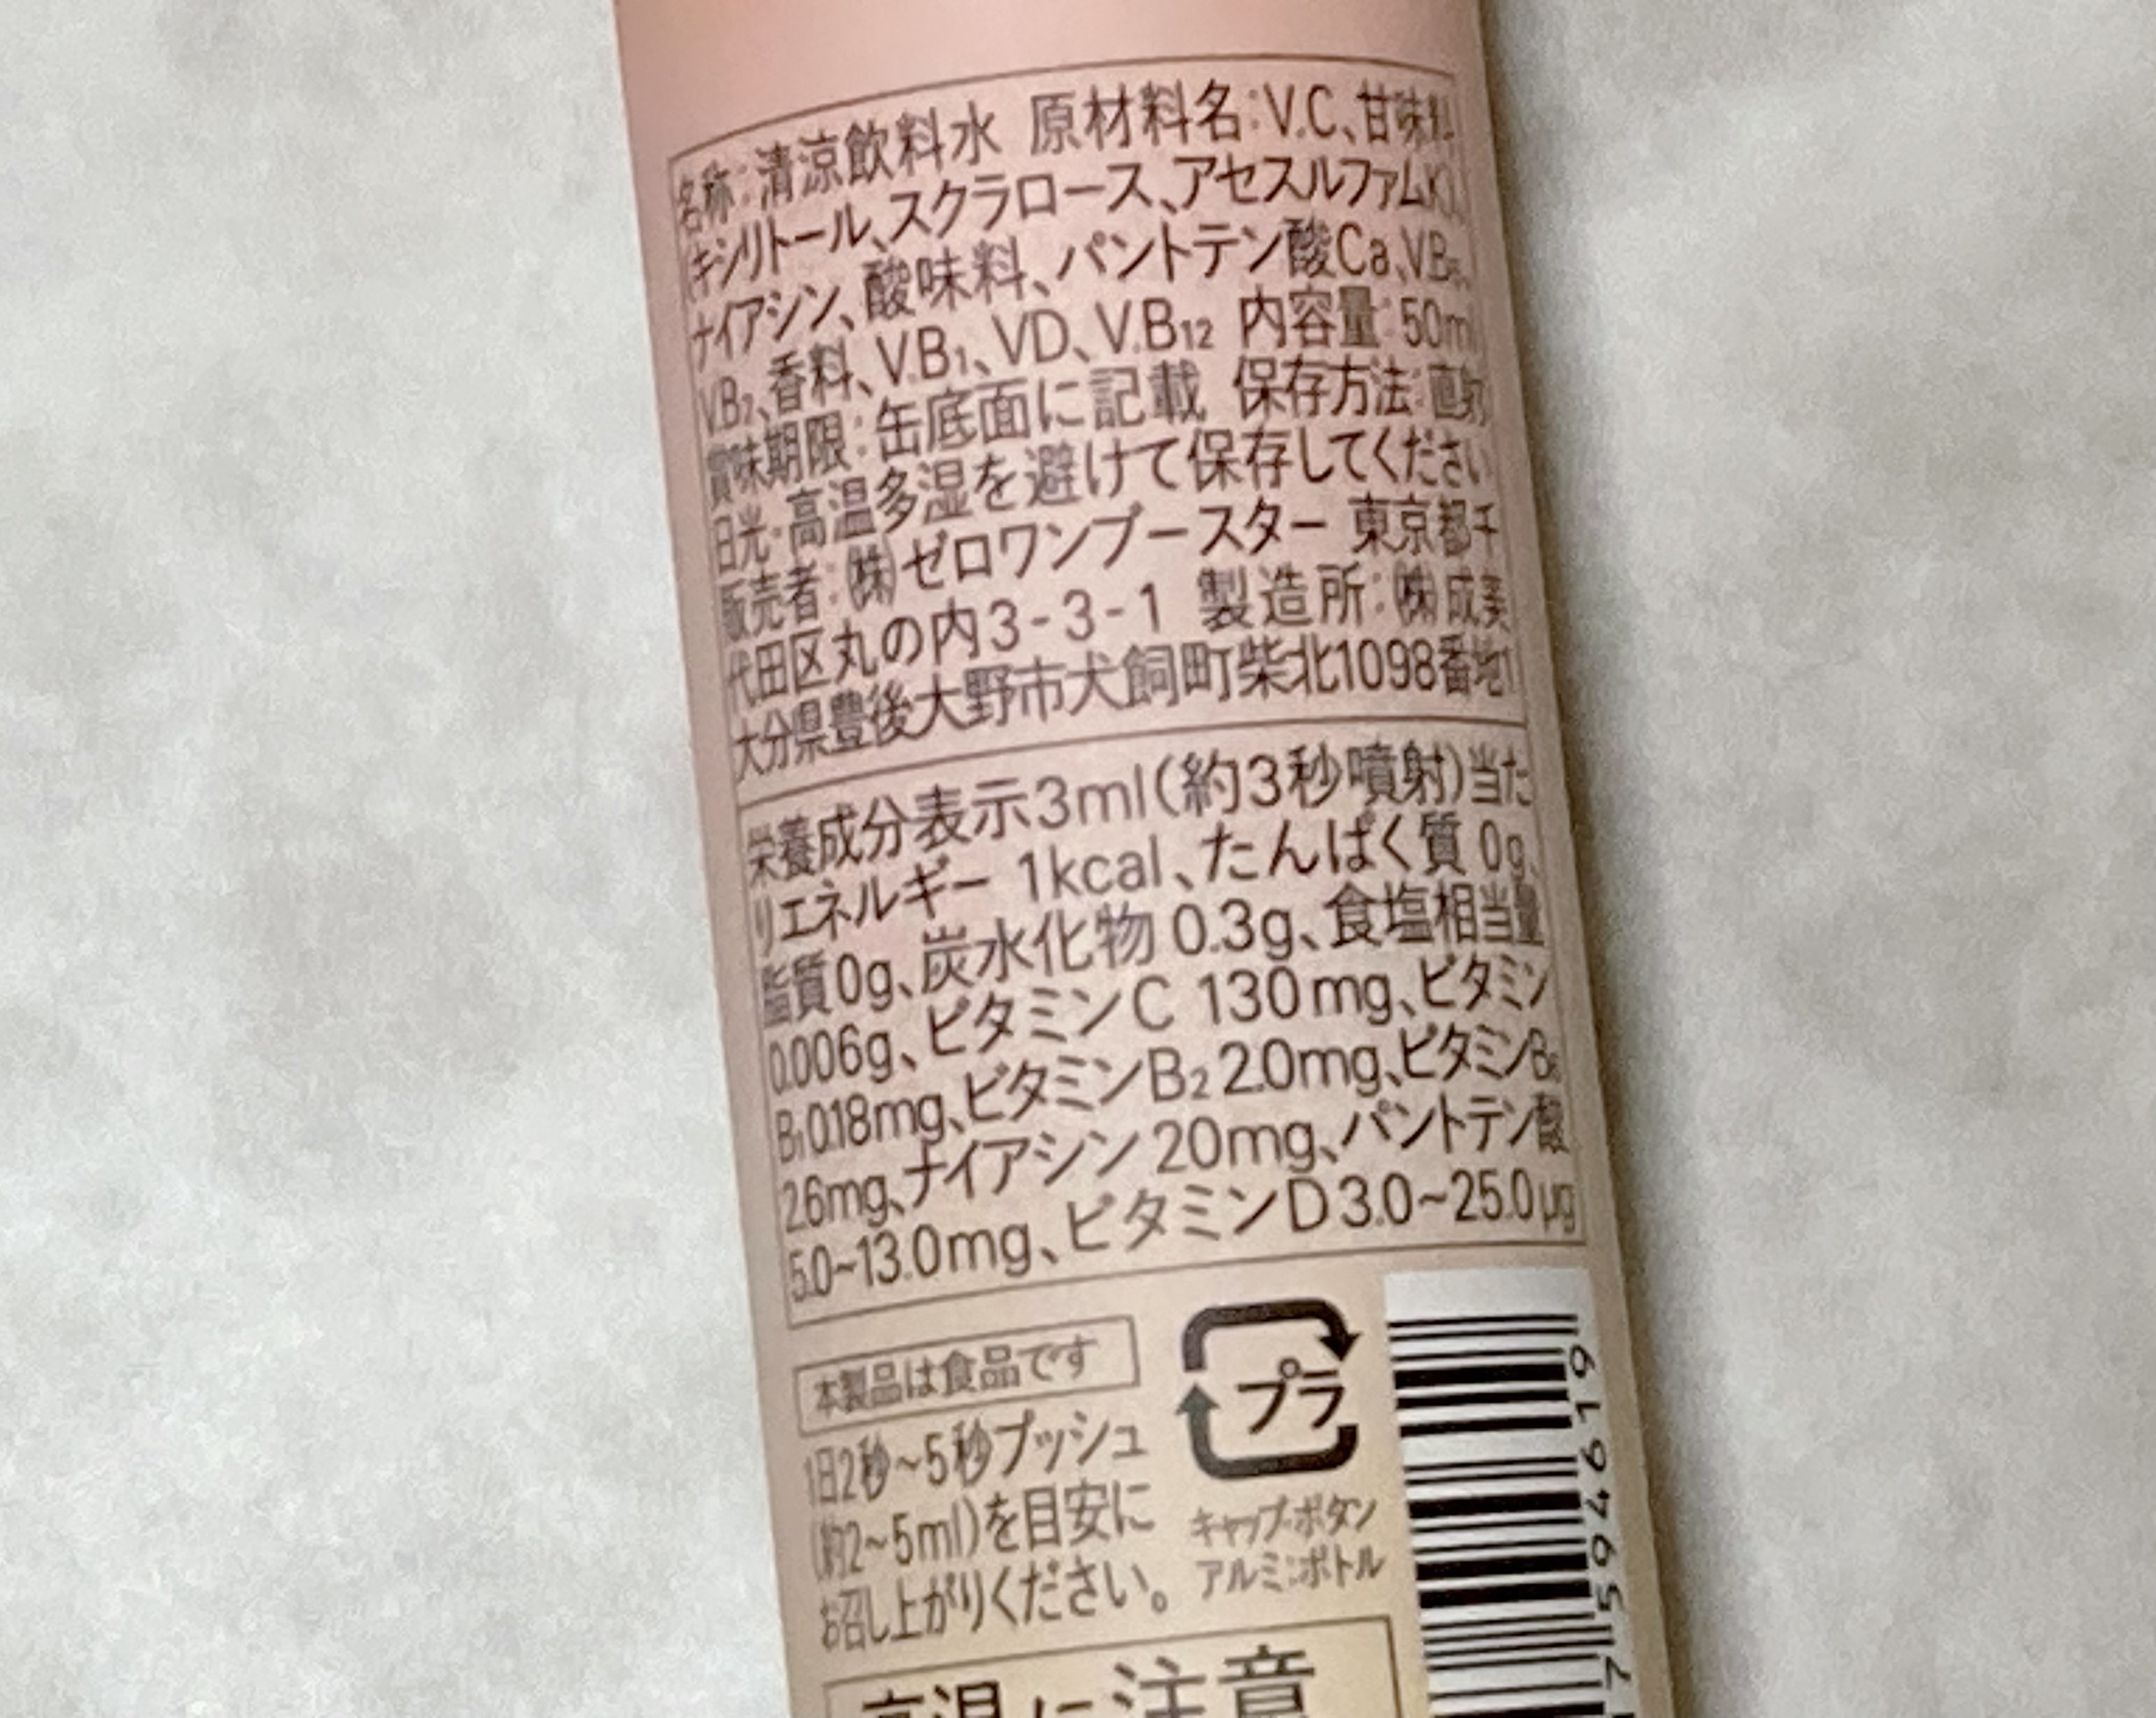 名称:清涼飲料水 原材料名:V.C、甘味料
(キシリトール、スクラロース、アセスルファムK)、
ナイアシン、酸味料、パントテン酸Ca、V.B₆、
V.B₂、香料、V.B₁、V.D、V.B₁₂ 内容量:50ml
賞味期限:缶底面に記載 保存方法:直射
日光・高温多湿を避けて保存してください
販売者:㈱ゼロワンブースター 東京都千
代田区丸の内3-3-1 製造所:㈱成美
大分県豊後大野市犬飼町柴北1098番地1
栄養成分表示3ml(約3秒噴射)当た
りエネルギー 1kcal、たんぱく質 0g、
脂質0g、炭水化物 0.3g、食塩相当量
0.006g、ビタミンC 130mg、ビタミン
B₁0.18mg、ビタミンB₂ 2.0mg、ビタミンB₆
2.6mg、ナイアシン 20mg、パントテン酸
5.0~13.0mg、ビタミンD 3.0~25.0μg
本製品は食品です
1日2秒~5秒プッシュ
(約2~5ml)を目安に
お召し上がりください。
プラ
キャップ・ボタン
アルミ:ボトル
高温に注意
619469657